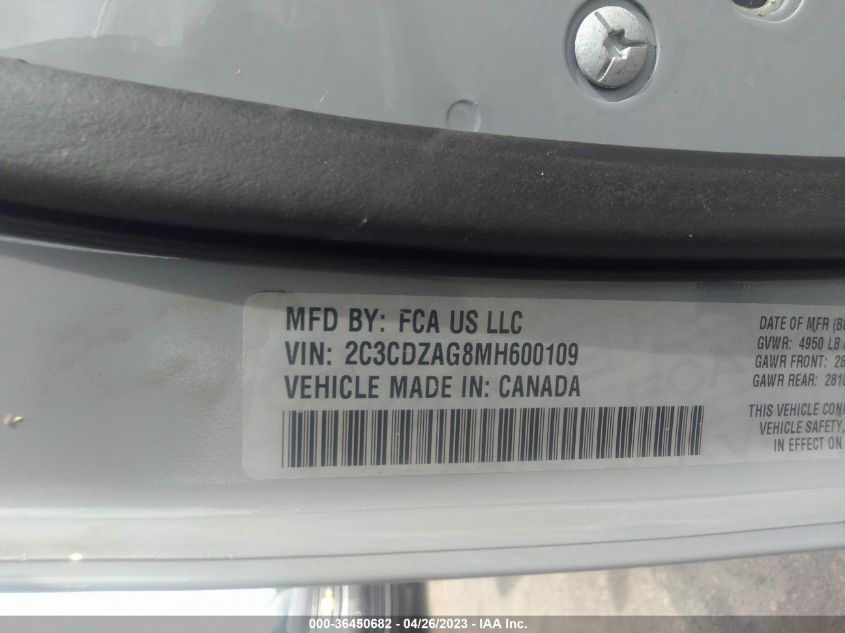 MFD BY: FCA US LLC
VIN: 2C3CDZAG8MH600109
VEHICLE MADE IN: CANADA
DATE OF MFR
GVWR: 4950 LB
GAWR FRONT:
GAWR REAR:
THIS VEHICLE
VEHICLE SAFETY,
IN EFFECT ON
000-36450682 - 04/26/2023 - IAA Inc.